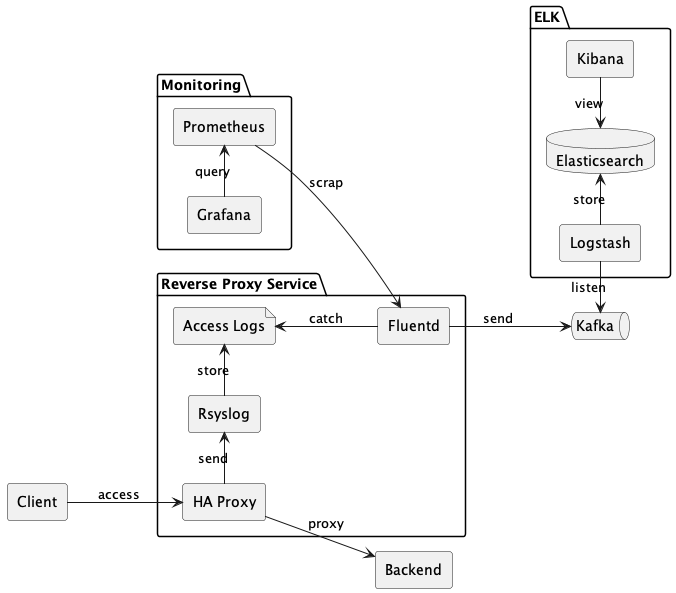 ELK
Kibana
view
Elasticsearch
store
Logstash
listen
Kafka
Monitoring
Prometheus
query
Grafana
scrap
Reverse Proxy Service
Access Logs
catch
Fluentd
send
store
Rsyslog
send
Client
access
HA Proxy
proxy
Backend